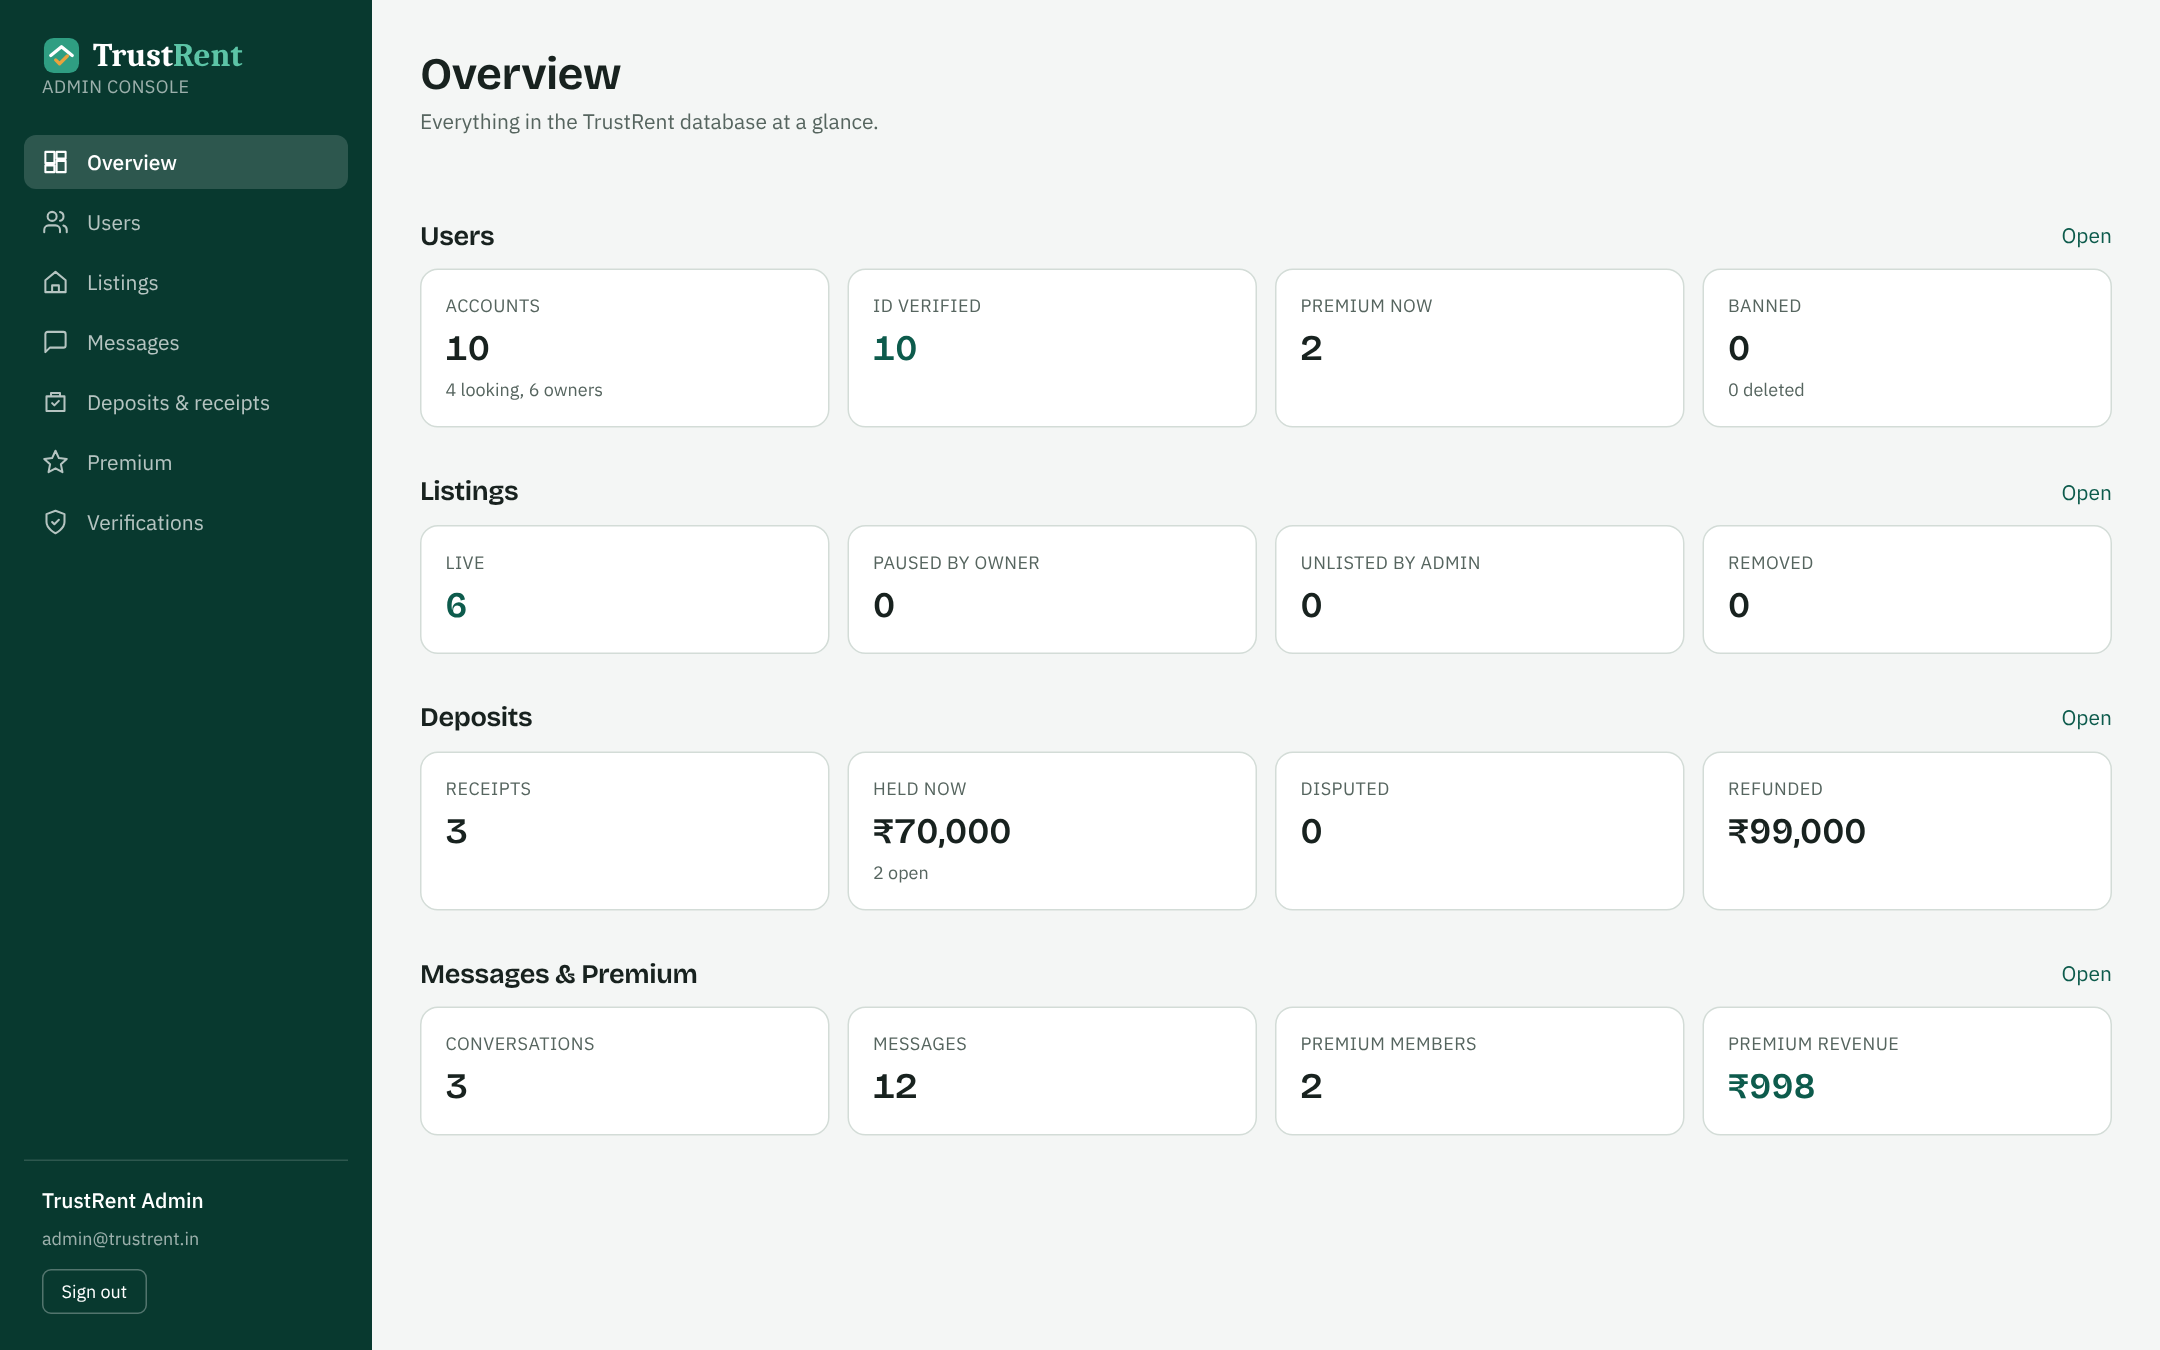 TrustRent
ADMIN CONSOLE
Overview
Users
Listings
Messages
Deposits & receipts
Premium
Verifications
TrustRent Admin
admin@trustrent.in
Sign out
Overview
Everything in the TrustRent database at a glance.
Users
Open
ACCOUNTS
10
4 looking, 6 owners
ID VERIFIED
10
PREMIUM NOW
2
BANNED
0
0 deleted
Listings
Open
LIVE
6
PAUSED BY OWNER
0
UNLISTED BY ADMIN
0
REMOVED
0
Deposits
Open
RECEIPTS
3
HELD NOW
₹70,000
2 open
DISPUTED
0
REFUNDED
₹99,000
Messages & Premium
Open
CONVERSATIONS
3
MESSAGES
12
PREMIUM MEMBERS
2
PREMIUM REVENUE
₹998